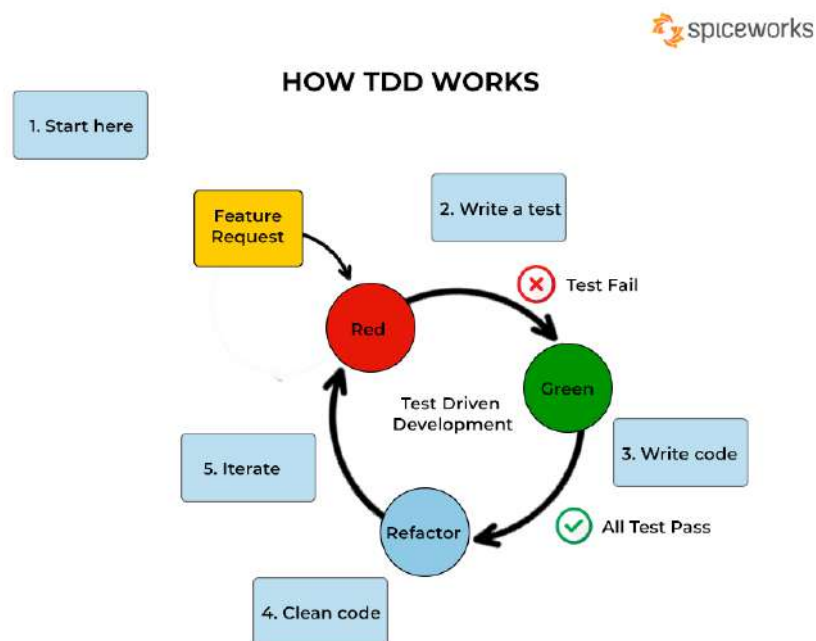 spiceworks
HOW TDD WORKS
1. Start here
Feature
Request
2. Write a test
Test Fail
Red
Green
Test Driven
Development
3. Write code
5. Iterate
All Test Pass
Refactor
4. Clean code